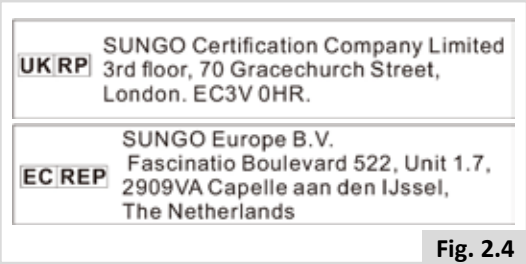 UK RP
SUNGO Certification Company Limited
3rd floor, 70 Gracechurch Street,
London. EC3V 0HR.
EC REP
SUNGO Europe B.V.
Fascinatio Boulevard 522, Unit 1.7,
2909VA Capelle aan den IJssel,
The Netherlands
Fig. 2.4